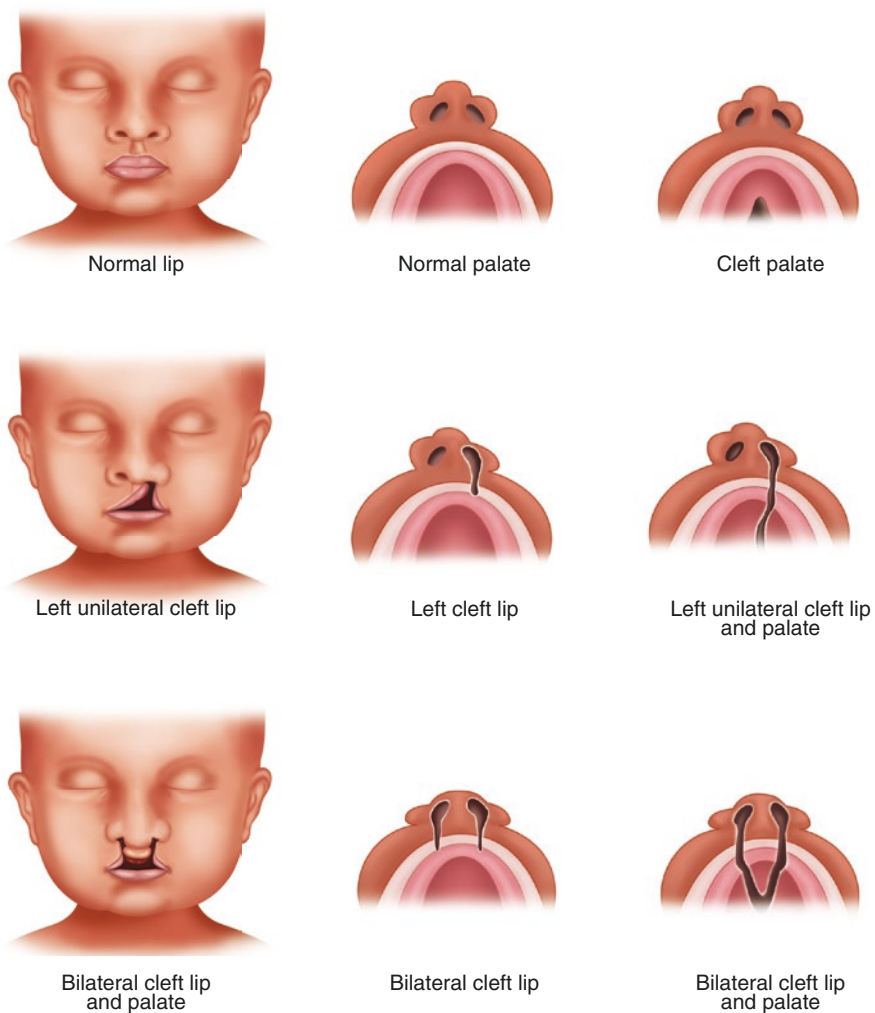 Normal lip
Normal palate
Cleft palate
Left unilateral cleft lip
Left cleft lip
Left unilateral cleft lip
and palate
Bilateral cleft lip
and palate
Bilateral cleft lip
Bilateral cleft lip
and palate